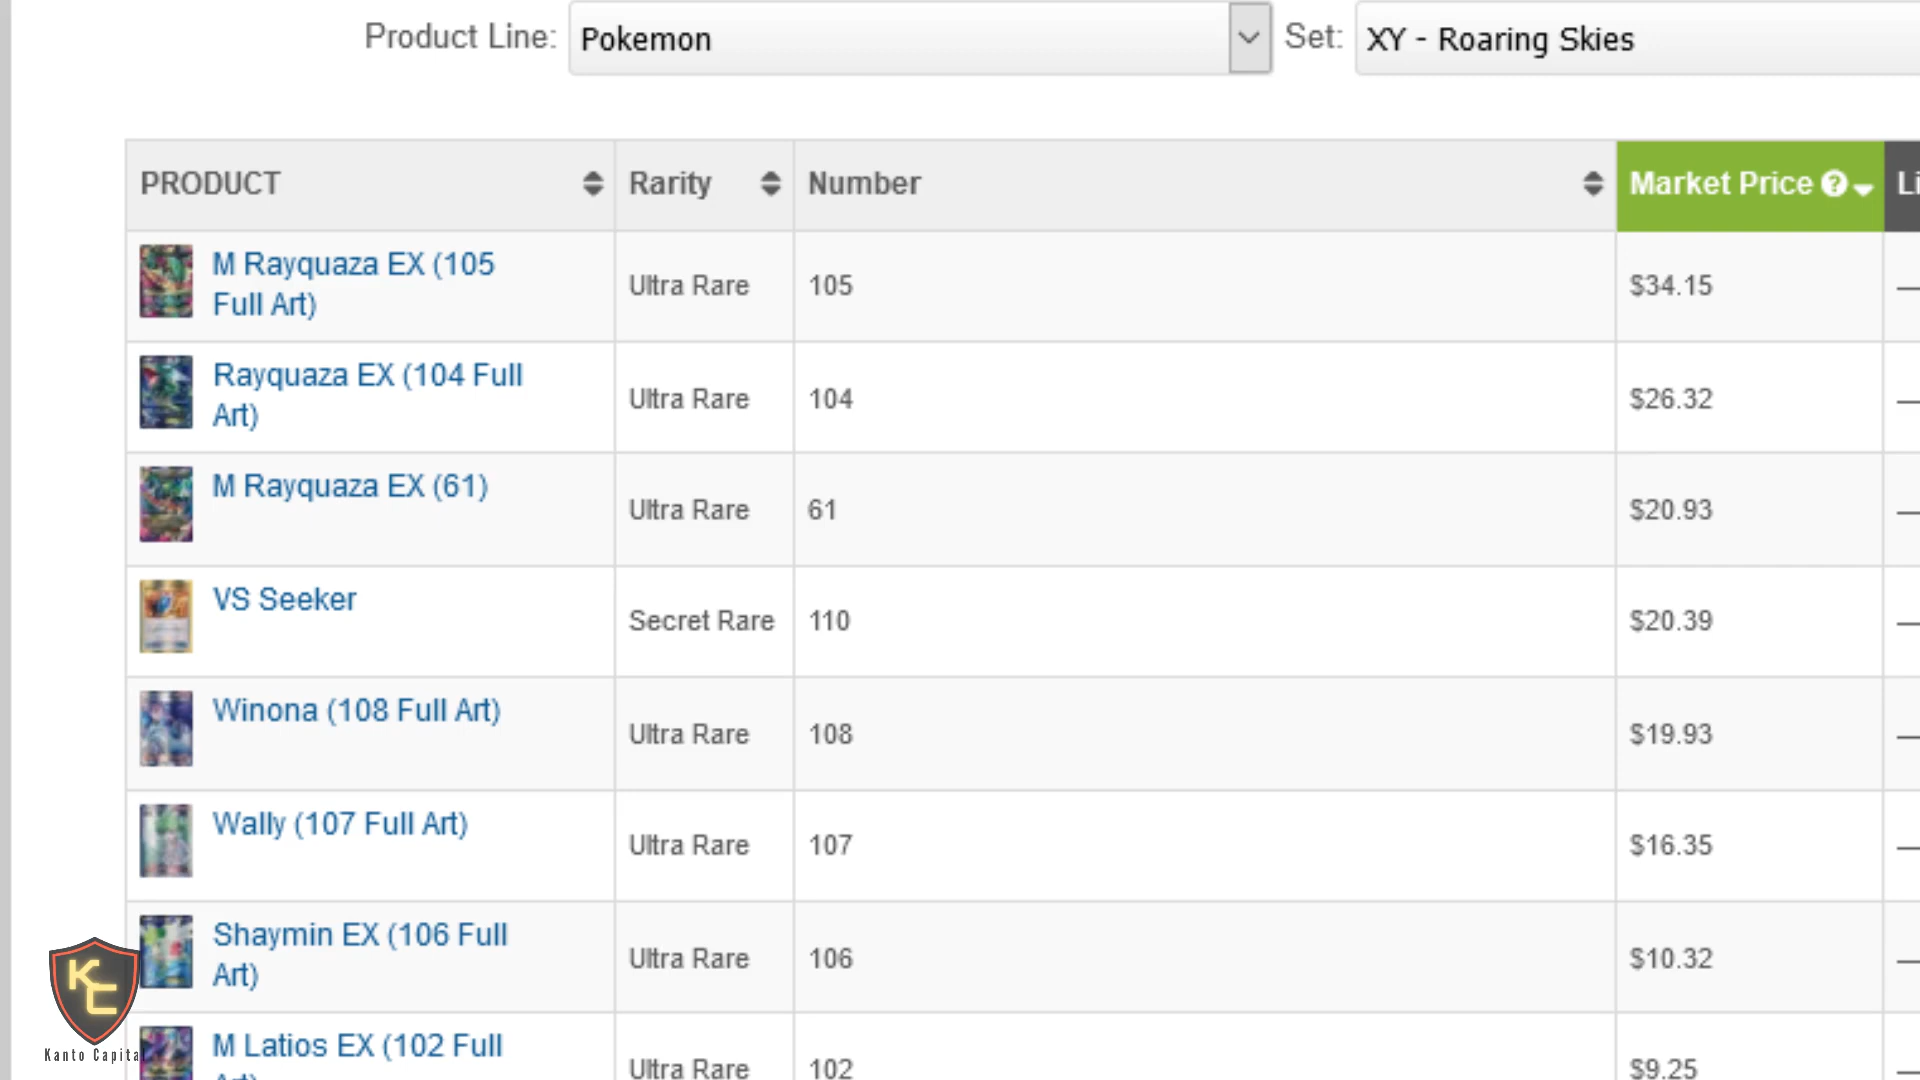 Product Line: Pokemon Set: XY - Roaring Skies
PRODUCT Rarity Number Market Price
M Rayquaza EX (105
Full Art)
Ultra Rare 105 $34.15
Rayquaza EX (104 Full
Art)
Ultra Rare 104 $26.32
M Rayquaza EX (61)
Ultra Rare 61 $20.93
VS Seeker
Secret Rare 110 $20.39
Winona (108 Full Art)
Ultra Rare 108 $19.93
Wally (107 Full Art)
Ultra Rare 107 $16.35
Shaymin EX (106 Full
Art)
Ultra Rare 106 $10.32
M Latios EX (102 Full
Ultra Rare 102 $9.25
KC
Kanto Capital